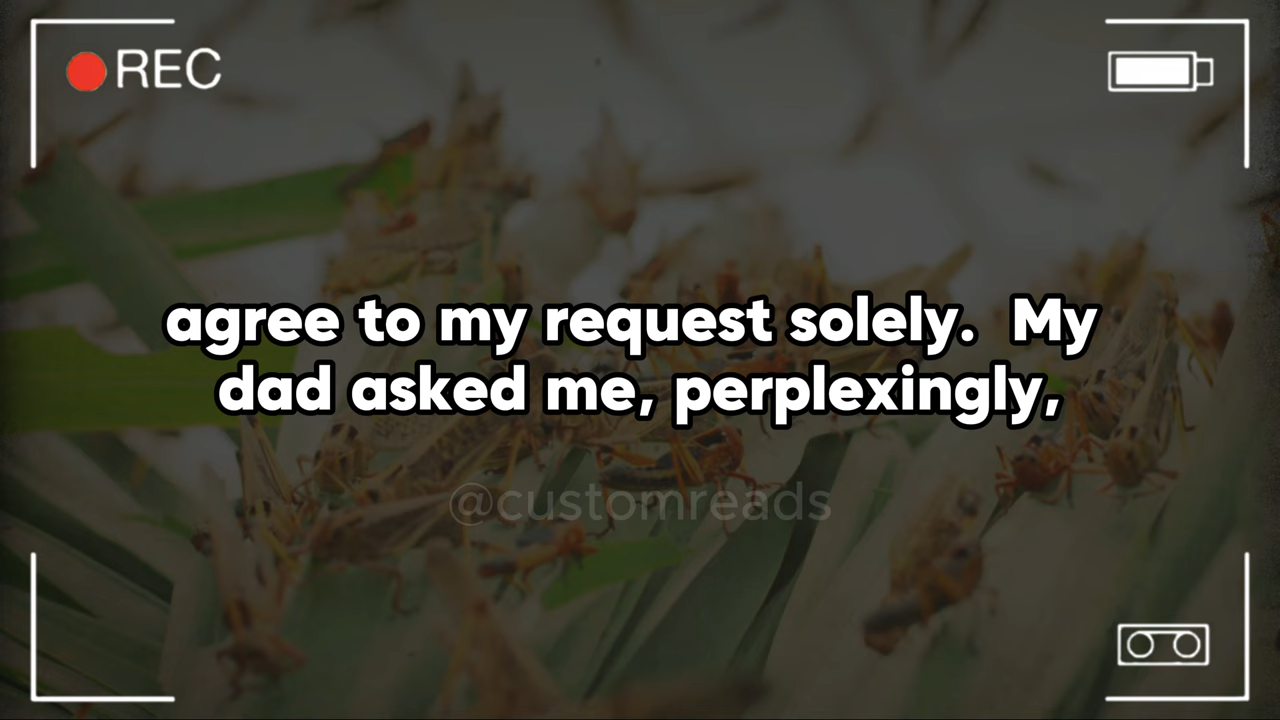 REC
agree to my request solely.  My
dad asked me, perplexingly,
@customreads